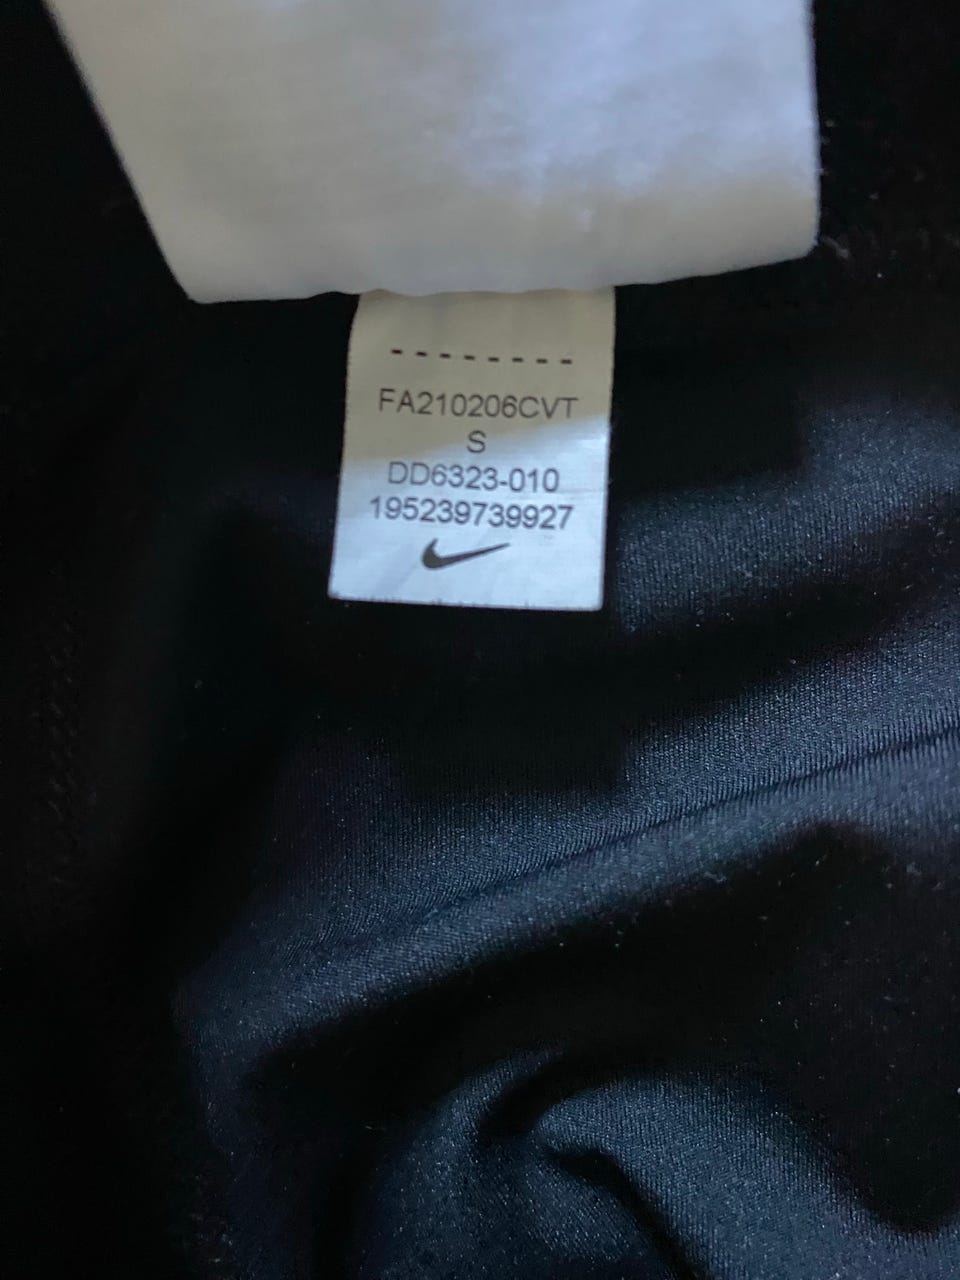 --------
FA210206CVT
S
DD6323-010
195239739927